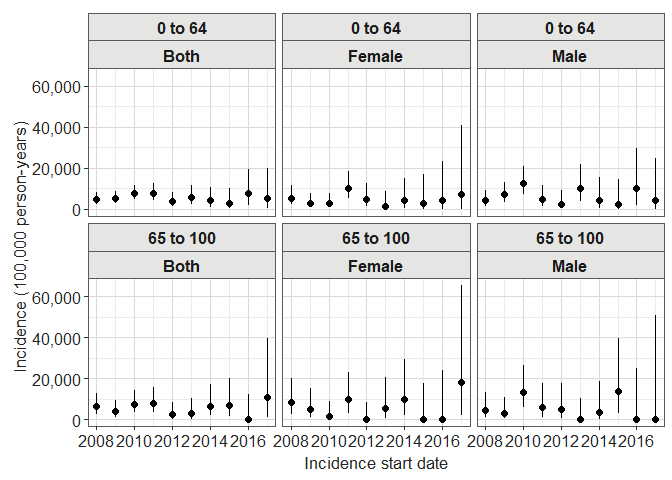 0 to 64 0 to 64 0 to 64
Both Female Male
60,000
40,000
20,000
0
65 to 100 65 to 100 65 to 100
Both Female Male
60,000
40,000
20,000
0
2008 2010 2012 2014 2016 2008 2010 2012 2014 2016 2008 2010 2012 2014 2016
Incidence start date
Incidence (100,000 person-years)